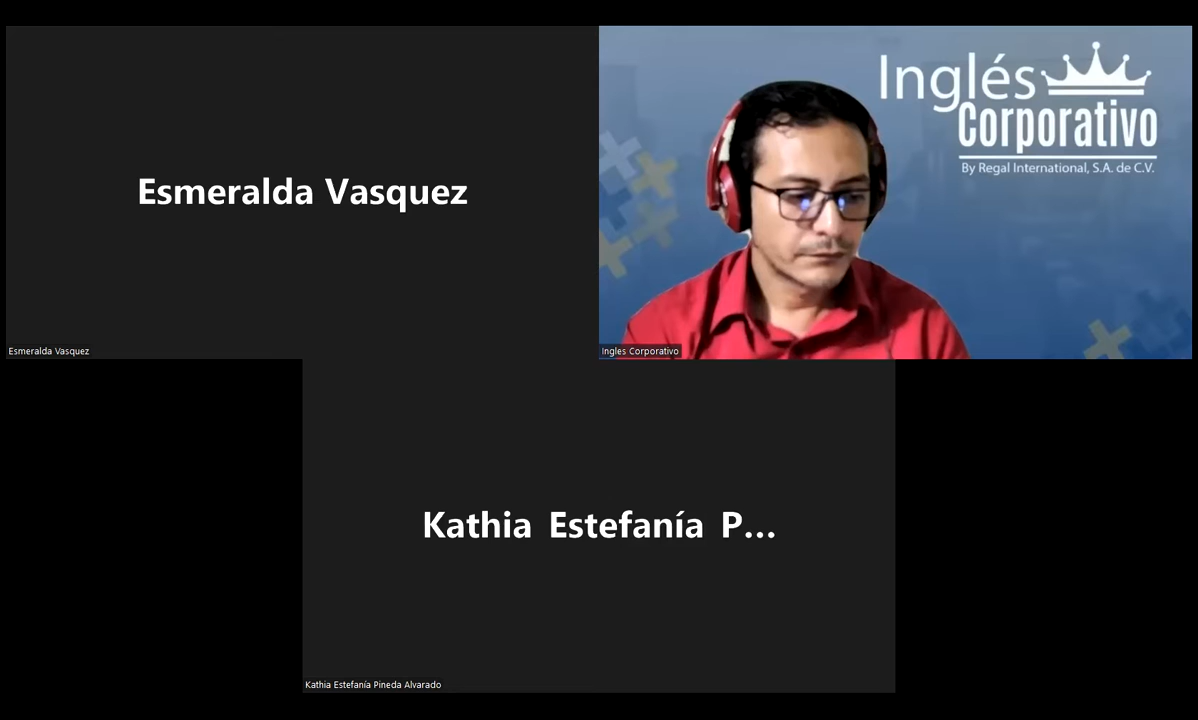 Esmeralda Vasquez
Esmeralda Vasquez
Inglés
Corporativo
By Regal International, S.A. de C.V.
Ingles Corporativo
Kathia Estefanía P...
Kathia Estefanía Pineda Alvarado